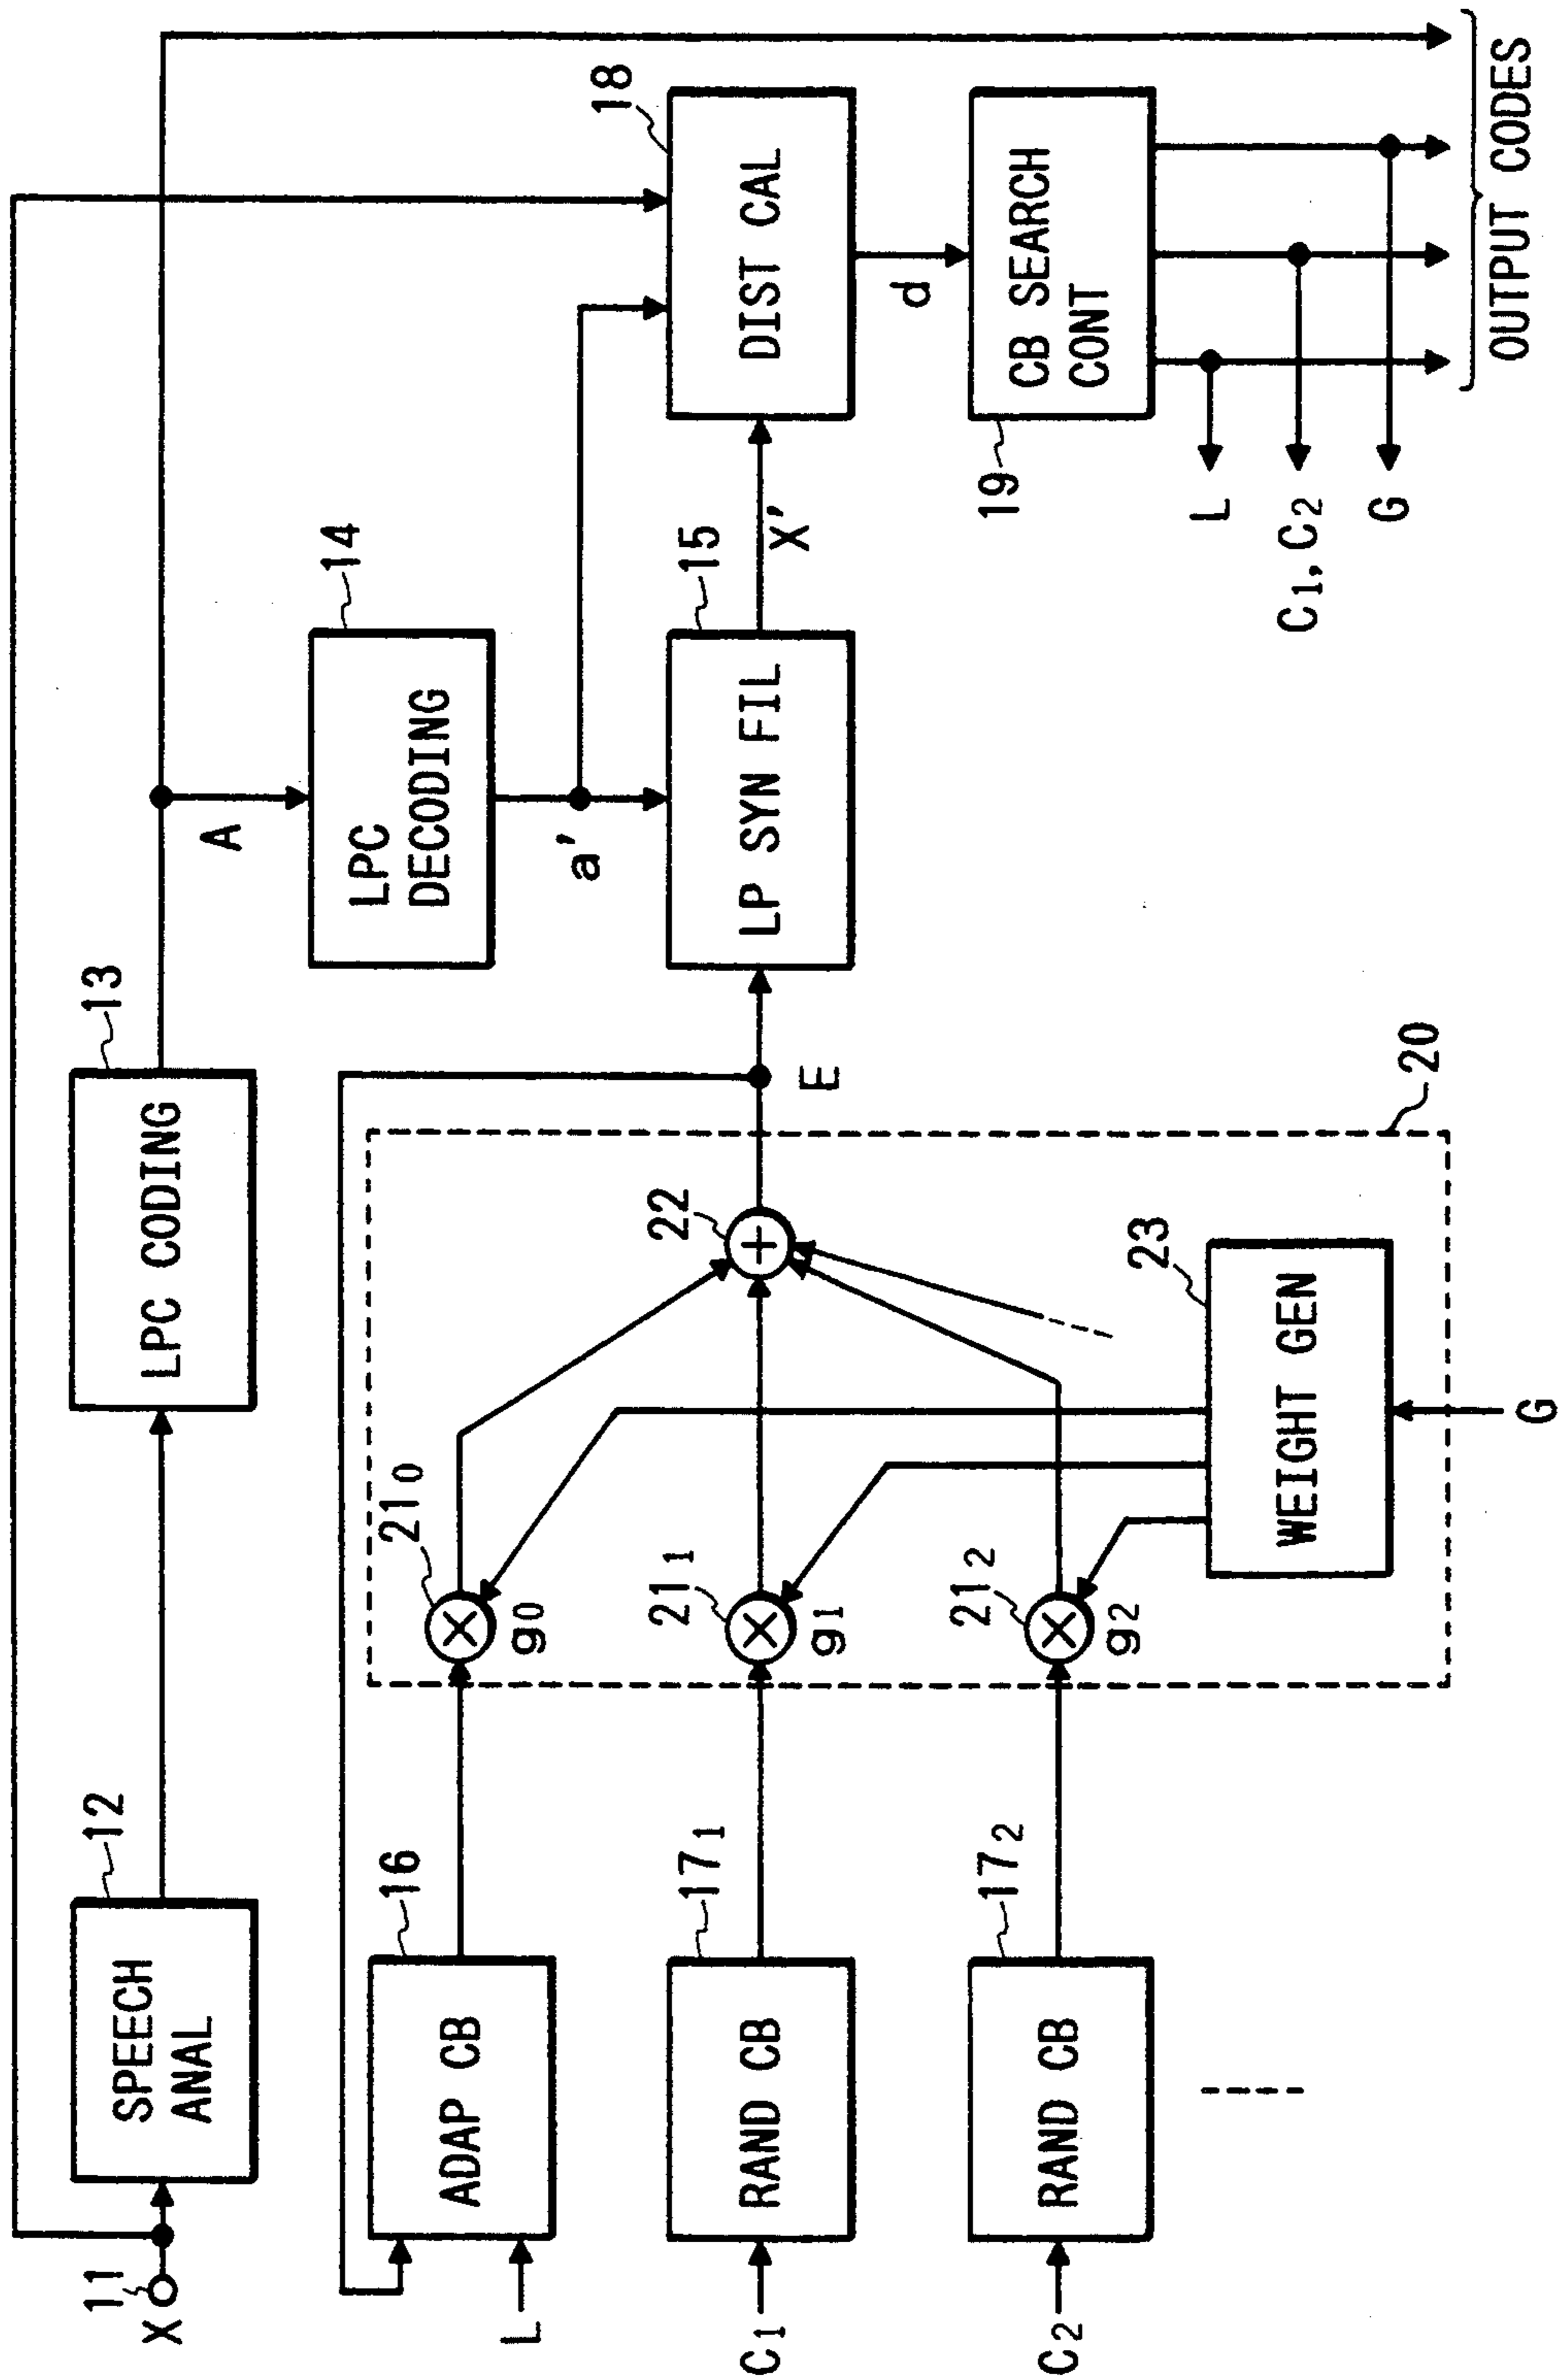 11
X
12
SPEECH
ANAL
13
LPC CODING
A
14
LPC
DECODING
a'
18
DIST CAL
d
15
LP SYN FIL
X'
16
ADAP CB
L
21₀
g₀
22
E
17₁
RAND CB
C₁
21₁
g₁
17₂
RAND CB
C₂
21₂
g₂
23
WEIGHT GEN
G
20
19
CB SEARCH
CONT
L
C₁,C₂
G
OUTPUT CODES